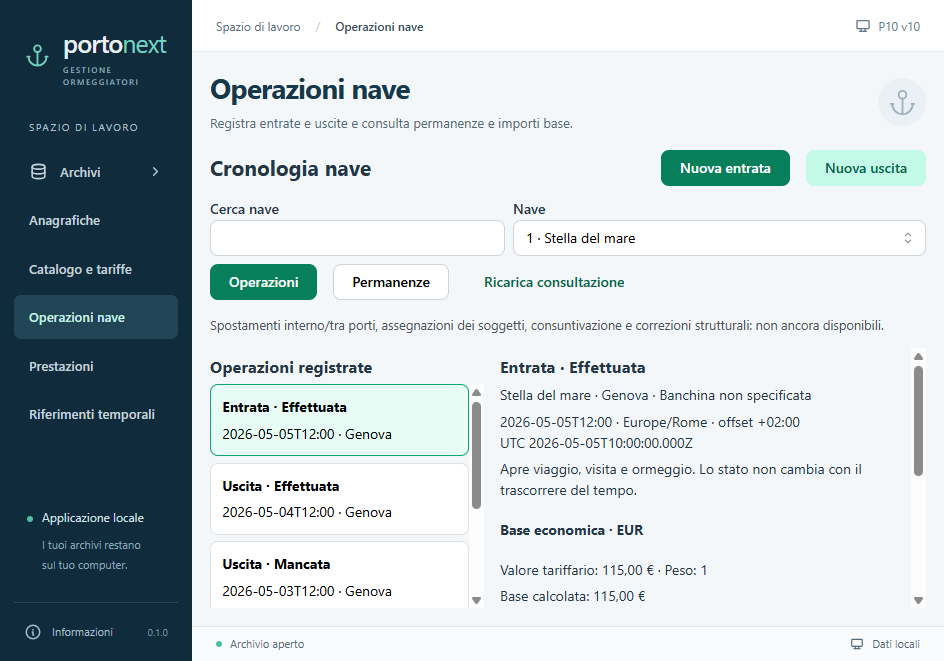 portonext
GESTIONE
ORMEGGIATORI
SPAZIO DI LAVORO
Archivi
Anagrafiche
Catalogo e tariffe
Operazioni nave
Prestazioni
Riferimenti temporali
Applicazione locale
I tuoi archivi restano
sul tuo computer.
Informazioni 0.1.0
Spazio di lavoro / Operazioni nave
P10 v10
Operazioni nave
Registra entrate e uscite e consulta permanenze e importi base.
Cronologia nave
Nuova entrata
Nuova uscita
Cerca nave
Nave
1 · Stella del mare
Operazioni
Permanenze
Ricarica consultazione
Spostamenti interno/tra porti, assegnazioni dei soggetti, consuntivazione e correzioni strutturali: non ancora disponibili.
Operazioni registrate
Entrata · Effettuata
2026-05-05T12:00 · Genova
Uscita · Effettuata
2026-05-04T12:00 · Genova
Uscita · Mancata
2026-05-03T12:00 · Genova
Entrata · Effettuata
Stella del mare · Genova · Banchina non specificata
2026-05-05T12:00 · Europe/Rome · offset +02:00
UTC 2026-05-05T10:00:00.000Z
Apre viaggio, visita e ormeggio. Lo stato non cambia con il
trascorrere del tempo.
Base economica · EUR
Valore tariffario: 115,00 € · Peso: 1
Base calcolata: 115,00 €
Archivio aperto
Dati locali